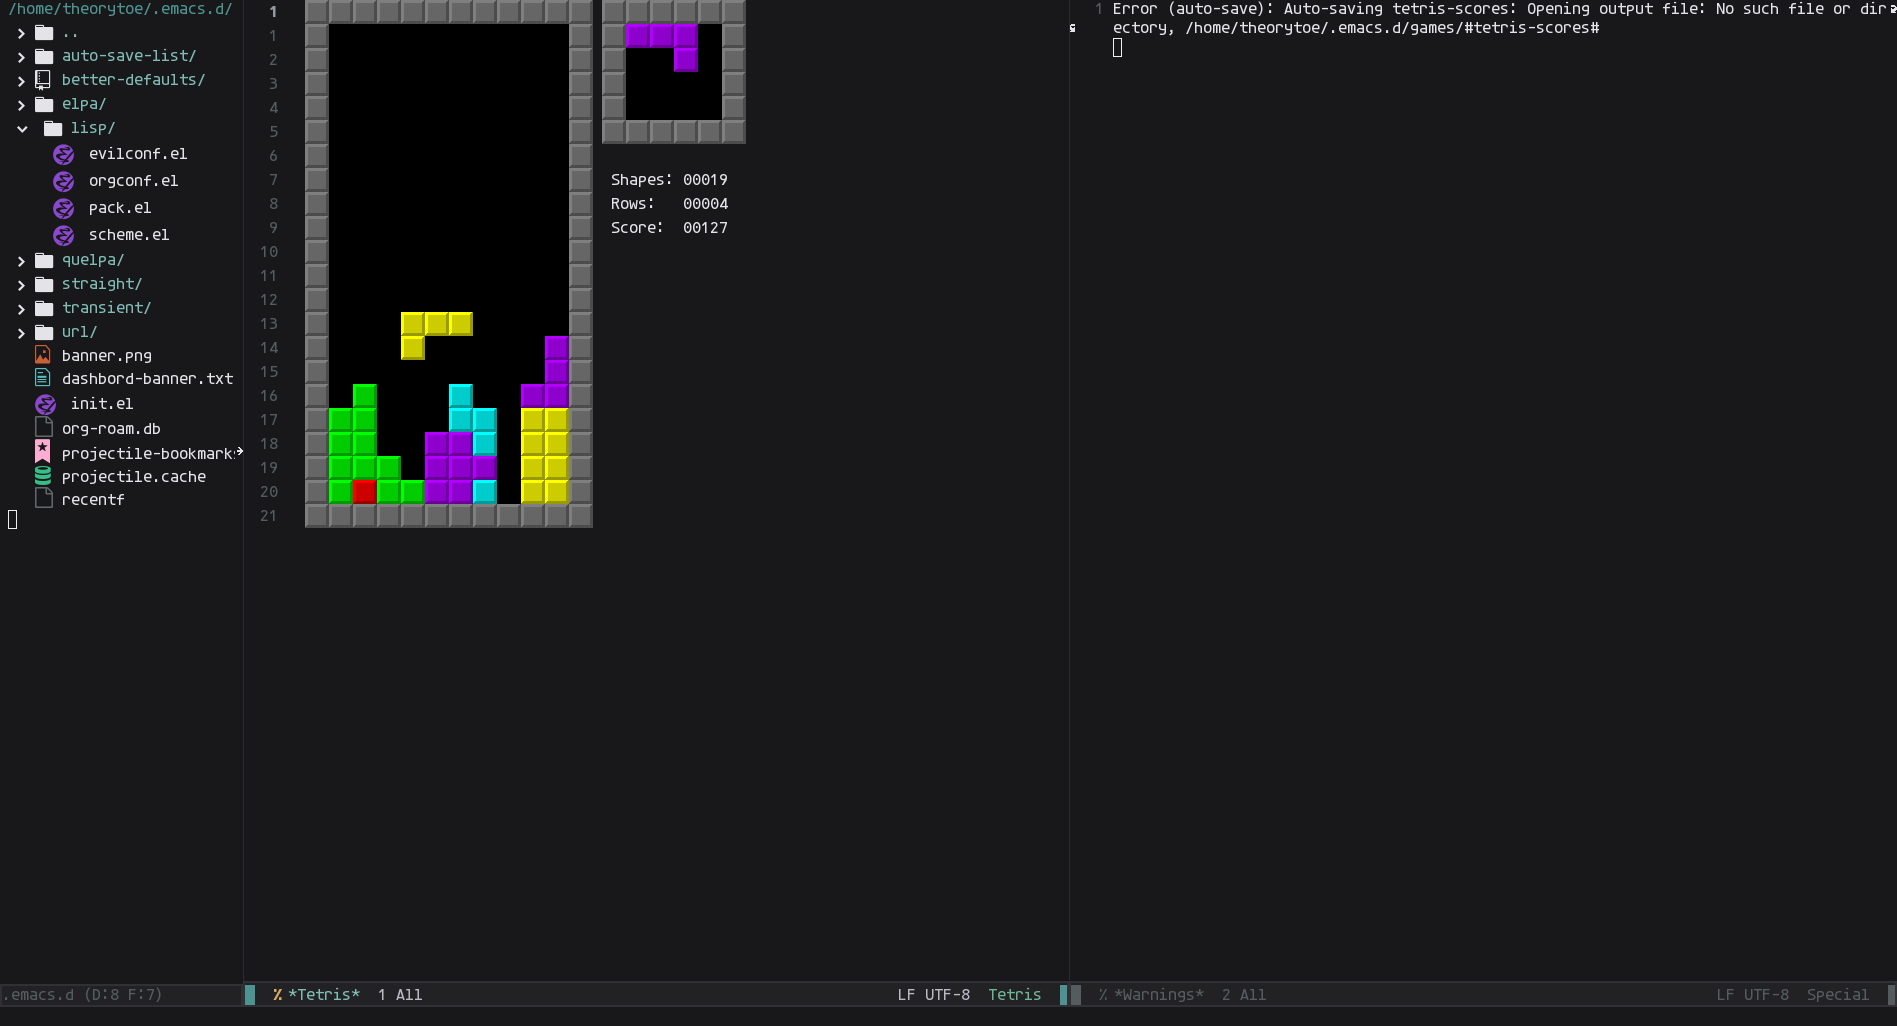 /home/theorytoe/.emacs.d/
..
auto-save-list/
better-defaults/
elpa/
lisp/
evilconf.el
orgconf.el
pack.el
scheme.el
quelpa/
straight/
transient/
url/
banner.png
dashbord-banner.txt
init.el
org-roam.db
projectile-bookmark
projectile.cache
recentf
.emacs.d (D:8 F:7)
1
1
2
3
4
5
6
7
8
9
10
11
12
13
14
15
16
17
18
19
20
21
Shapes: 00019
Rows: 00004
Score: 00127
% *Tetris* 1 All LF UTF-8 Tetris
1 Error (auto-save): Auto-saving tetris-scores: Opening output file: No such file or dir
ectory, /home/theorytoe/.emacs.d/games/#tetris-scores#
% *Warnings* 2 All LF UTF-8 Special